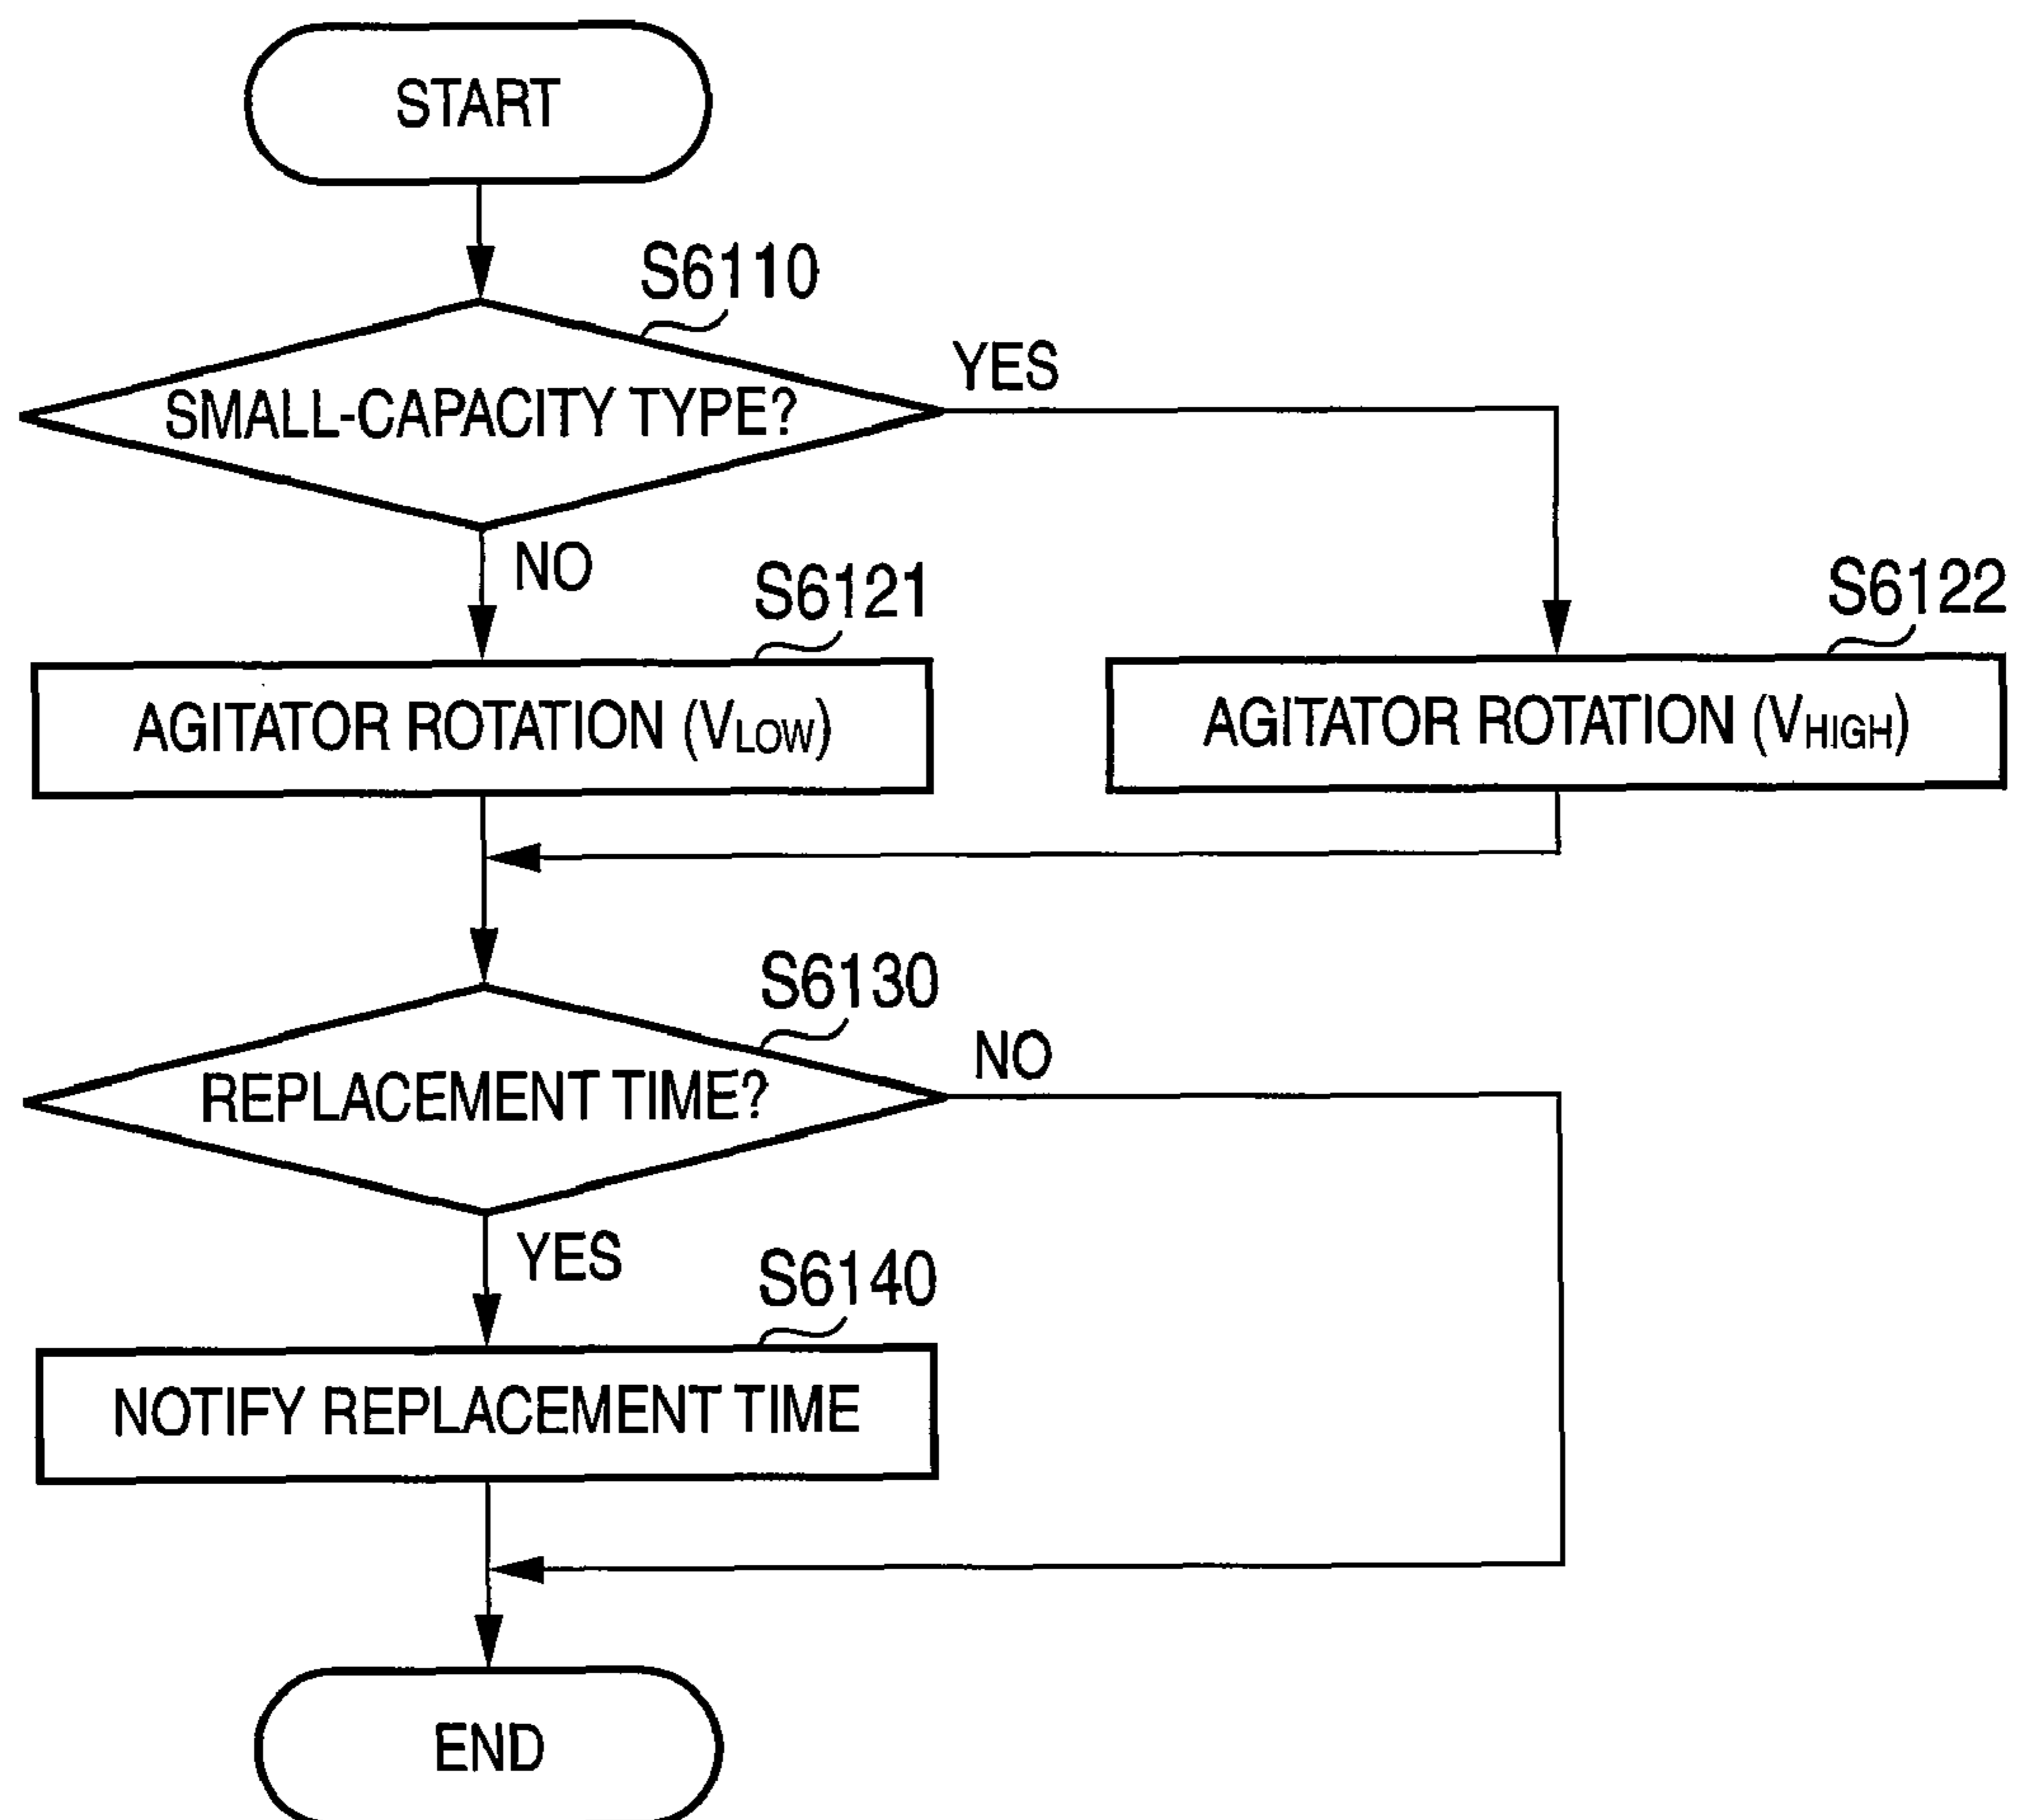 START
S6110
SMALL-CAPACITY TYPE?
YES
NO
S6121
S6122
AGITATOR ROTATION (VLOW)
AGITATOR ROTATION (VHIGH)
S6130
REPLACEMENT TIME?
NO
YES
S6140
NOTIFY REPLACEMENT TIME
END